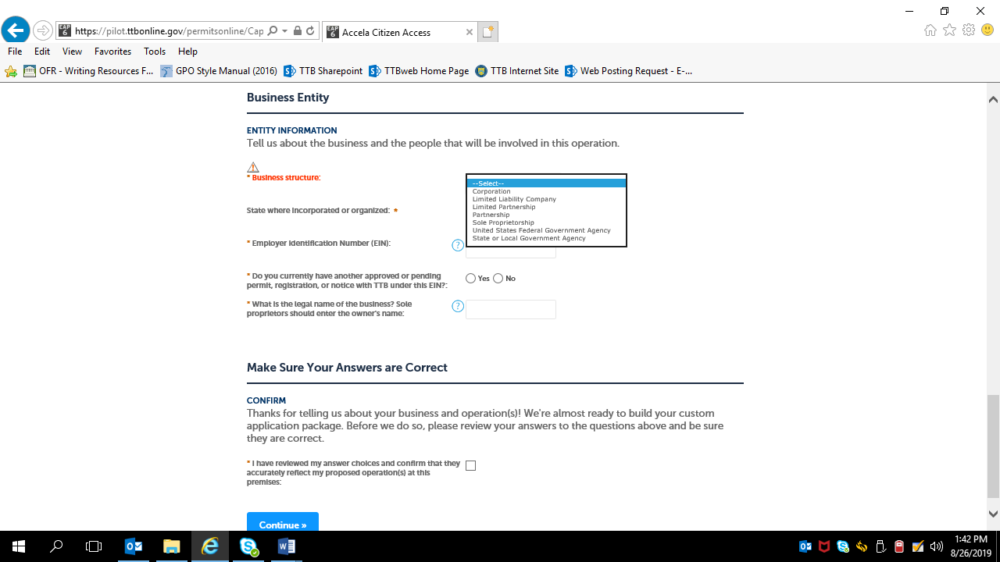 https://pilot.ttbonline.gov/permitsonline/Cap
Accela Citizen Access
File Edit View Favorites Tools Help
OFR - Writing Resources F... GPO Style Manual (2016) TTB Sharepoint TTBweb Home Page TTB Internet Site Web Posting Request - E-...
Business Entity
ENTITY INFORMATION
Tell us about the business and the people that will be involved in this operation.
* Business structure:
--Select--
Corporation
Limited Liability Company
Limited Partnership
Partnership
Sole Proprietorship
United States Federal Government Agency
State or Local Government Agency
State where incorporated or organized: *
* Employer Identification Number (EIN): ?
* Do you currently have another approved or pending
permit, registration, or notice with TTB under this EIN?:
Yes No
* What is the legal name of the business? Sole
proprietors should enter the owner's name: ?
Make Sure Your Answers are Correct
CONFIRM
Thanks for telling us about your business and operation(s)! We're almost ready to build your custom
application package. Before we do so, please review your answers to the questions above and be sure
they are correct.
* I have reviewed my answer choices and confirm that they
accurately reflect my proposed operation(s) at this
premises:
Continue »
1:42 PM
8/26/2019